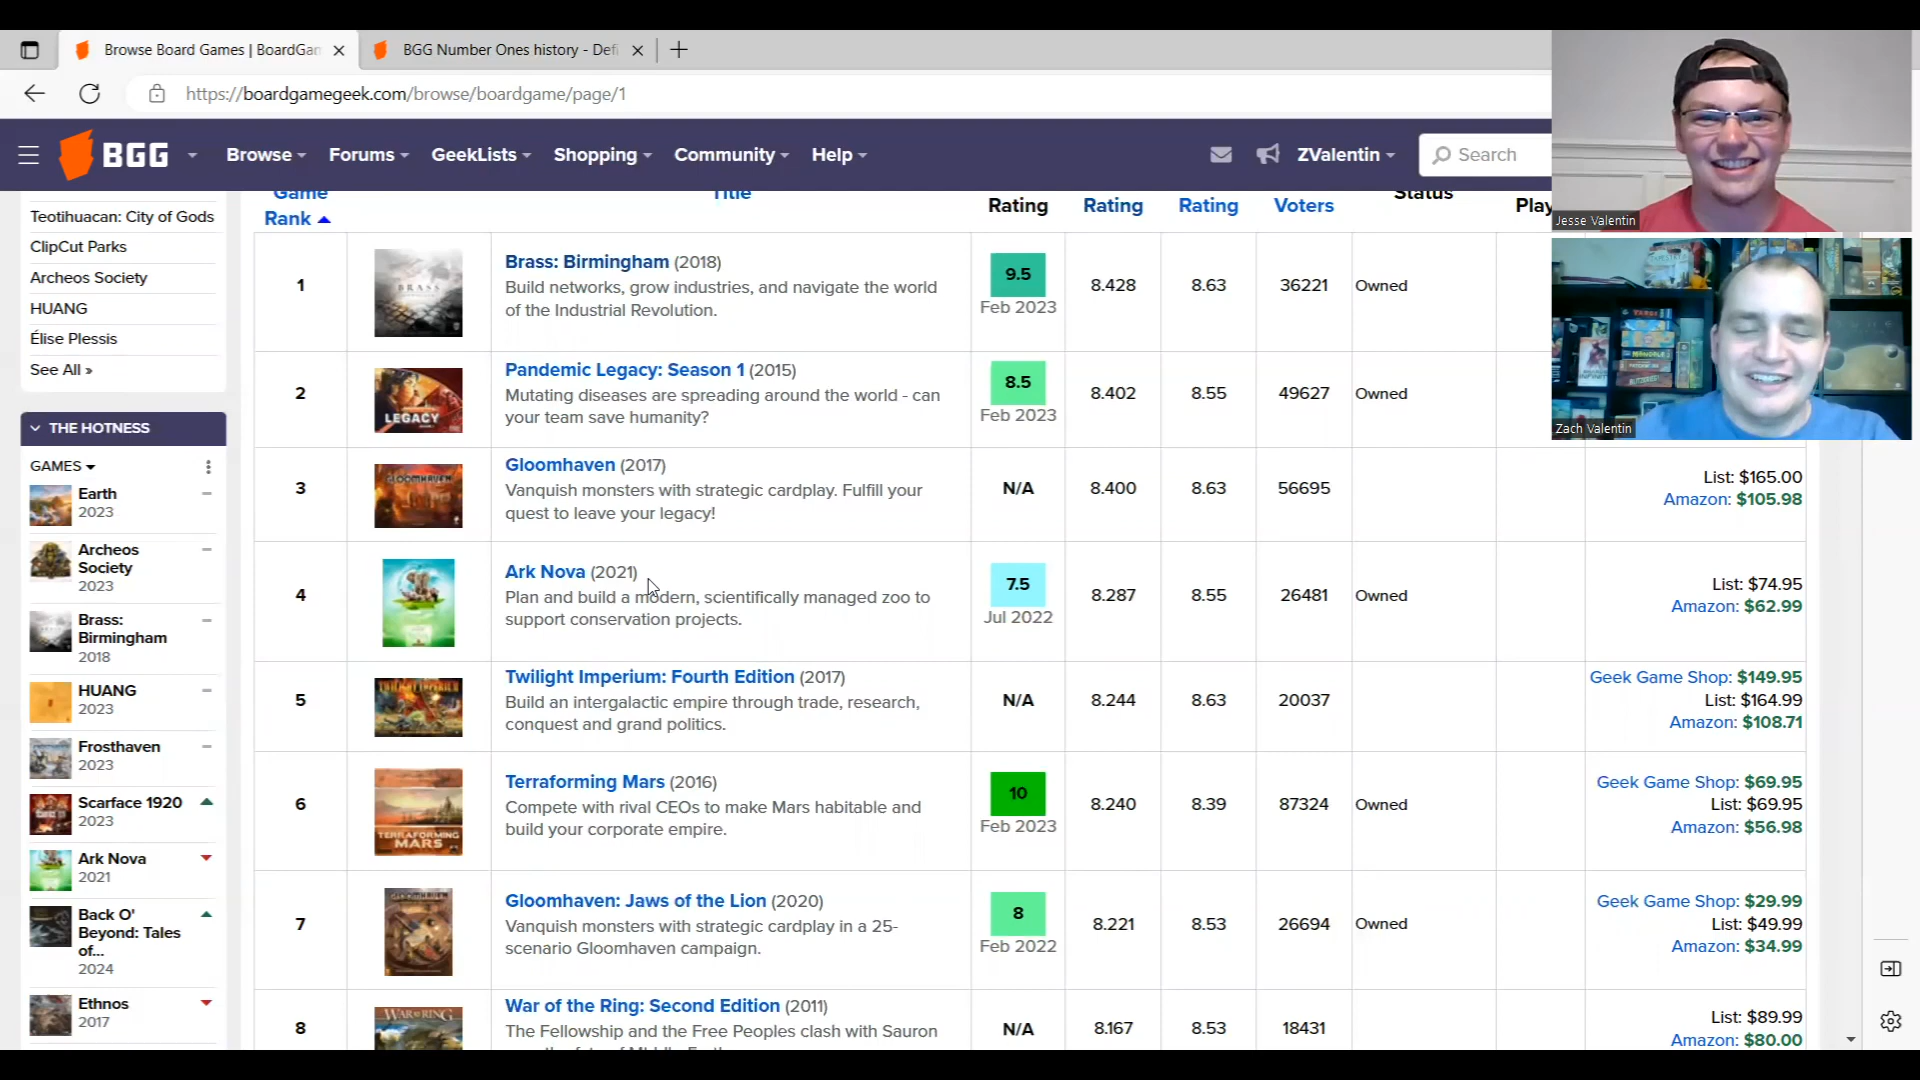 Browse Board Games | BoardGan
BGG Number Ones history - Defi
https://boardgamegeek.com/browse/boardgame/page/1
BGG
Browse
Forums
GeekLists
Shopping
Community
Help
ZValentin
Search
Jesse Valentin
Zach Valentin
Teotihuacan: City of Gods
ClipCut Parks
Archeos Society
HUANG
Élise Plessis
See All »
THE HOTNESS
GAMES
Earth
2023
Archeos
Society
2023
Brass:
Birmingham
2018
HUANG
2023
Frosthaven
2023
Scarface 1920
2023
Ark Nova
2021
Back O'
Beyond: Tales
of...
2024
Ethnos
2017
Game
Rank
Title
Rating
Rating
Rating
Voters
Status
Play
1
BRASS
Brass: Birmingham (2018)
Build networks, grow industries, and navigate the world
of the Industrial Revolution.
9.5
Feb 2023
8.428
8.63
36221
Owned
2
LEGACY
Pandemic Legacy: Season 1 (2015)
Mutating diseases are spreading around the world - can
your team save humanity?
8.5
Feb 2023
8.402
8.55
49627
Owned
3
GLOOMHAVEN
Gloomhaven (2017)
Vanquish monsters with strategic cardplay. Fulfill your
quest to leave your legacy!
N/A
8.400
8.63
56695
List: $165.00
Amazon: $105.98
4
Ark Nova (2021)
Plan and build a modern, scientifically managed zoo to
support conservation projects.
7.5
Jul 2022
8.287
8.55
26481
Owned
List: $74.95
Amazon: $62.99
5
TWILIGHT IMPERIUM
Twilight Imperium: Fourth Edition (2017)
Build an intergalactic empire through trade, research,
conquest and grand politics.
N/A
8.244
8.63
20037
Geek Game Shop: $149.95
List: $164.99
Amazon: $108.71
6
TERRAFORMING
MARS
Terraforming Mars (2016)
Compete with rival CEOs to make Mars habitable and
build your corporate empire.
10
Feb 2023
8.240
8.39
87324
Owned
Geek Game Shop: $69.95
List: $69.95
Amazon: $56.98
7
Gloomhaven: Jaws of the Lion (2020)
Vanquish monsters with strategic cardplay in a 25-
scenario Gloomhaven campaign.
8
Feb 2022
8.221
8.53
26694
Owned
Geek Game Shop: $29.99
List: $49.99
Amazon: $34.99
8
WAR OF THE RING
War of the Ring: Second Edition (2011)
The Fellowship and the Free Peoples clash with Sauron
N/A
8.167
8.53
18431
List: $89.99
Amazon: $80.00